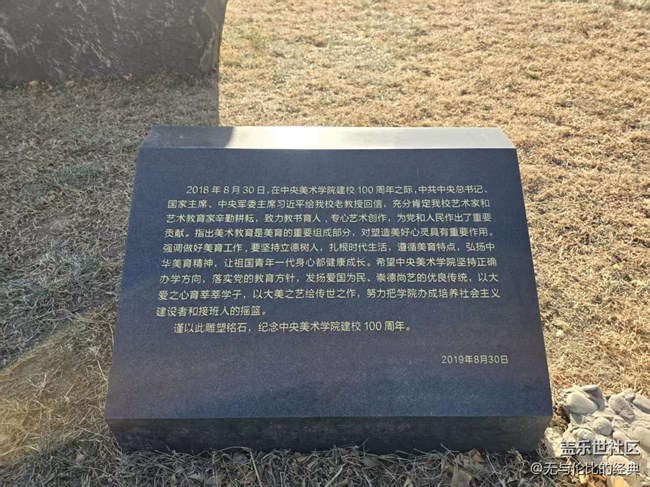 2018年8月30日,在中央美术学院建校100周年之际,中共中央总书记、
国家主席、中央军委主席习近平给我校老教授回信,充分肯定我校艺术家和
艺术教育家辛勤耕耘,致力教书育人,专心艺术创作,为党和人民作出了重要
贡献。指出美术教育是美育的重要组成部分,对塑造美好心灵具有重要作用。
强调做好美育工作,要坚持立德树人,扎根时代生活,遵循美育特点,弘扬中
华美育精神,让祖国青年一代身心都健康成长。希望中央美术学院坚持正确
办学方向,落实党的教育方针,发扬爱国为民、崇德尚艺的优良传统,以大
爱之心育莘莘学子,以大美之艺绘传世之作,努力把学院办成培养社会主义
建设者和接班人的摇篮。
谨以此雕塑铭石,纪念中央美术学院建校100周年。
2019年8月30日
盖乐世社区
@无与伦比的经典